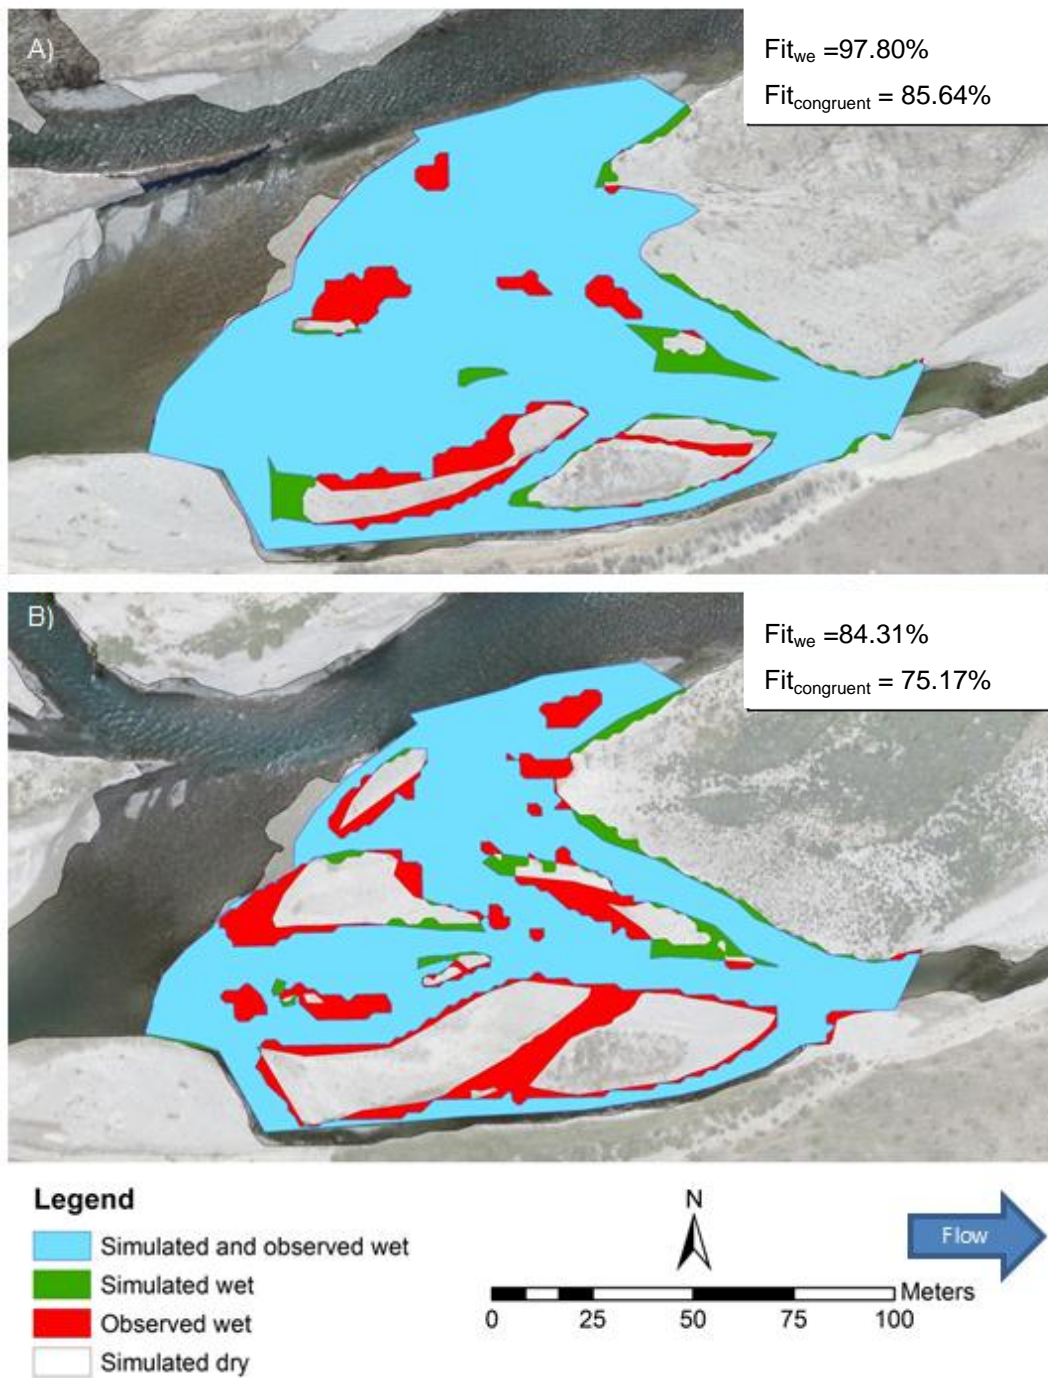 A)
Fitwe =97.80%
Fitcongruent = 85.64%
B)
Fitwe =84.31%
Fitcongruent = 75.17%
Legend
Simulated and observed wet
Simulated wet
Observed wet
Simulated dry
N
Flow
Meters
0 25 50 75 100